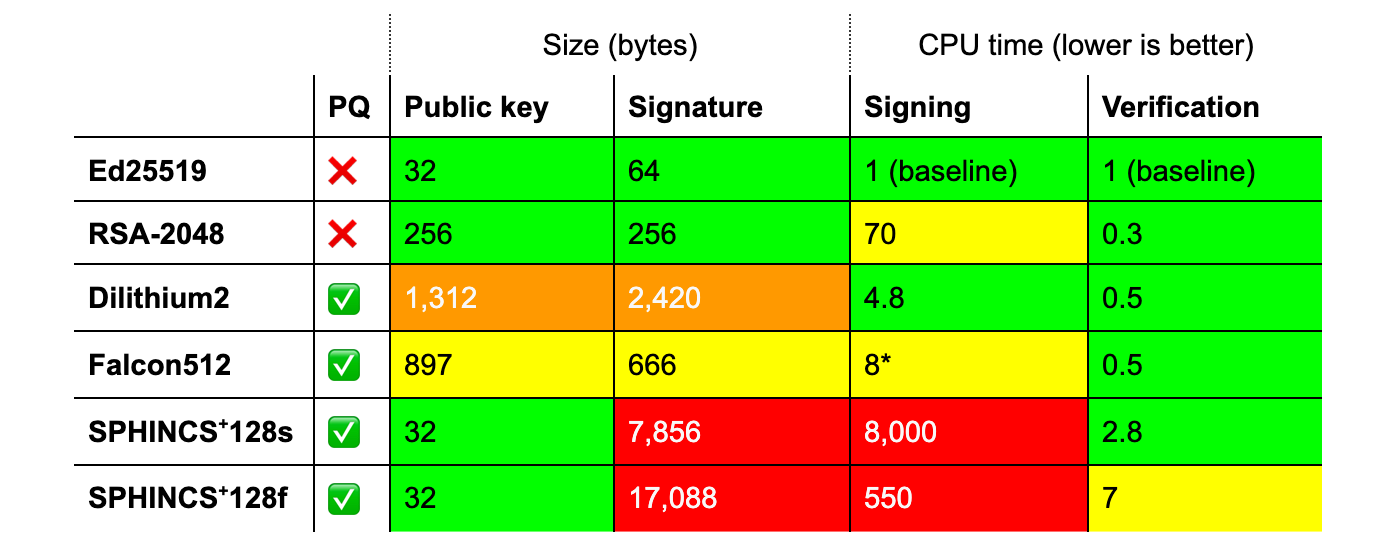 Size (bytes) CPU time (lower is better)
PQ Public key Signature Signing Verification
Ed25519 ❌ 32 64 1 (baseline) 1 (baseline)
RSA-2048 ❌ 256 256 70 0.3
Dilithium2 ✅ 1,312 2,420 4.8 0.5
Falcon512 ✅ 897 666 8* 0.5
SPHINCS⁺128s ✅ 32 7,856 8,000 2.8
SPHINCS⁺128f ✅ 32 17,088 550 7